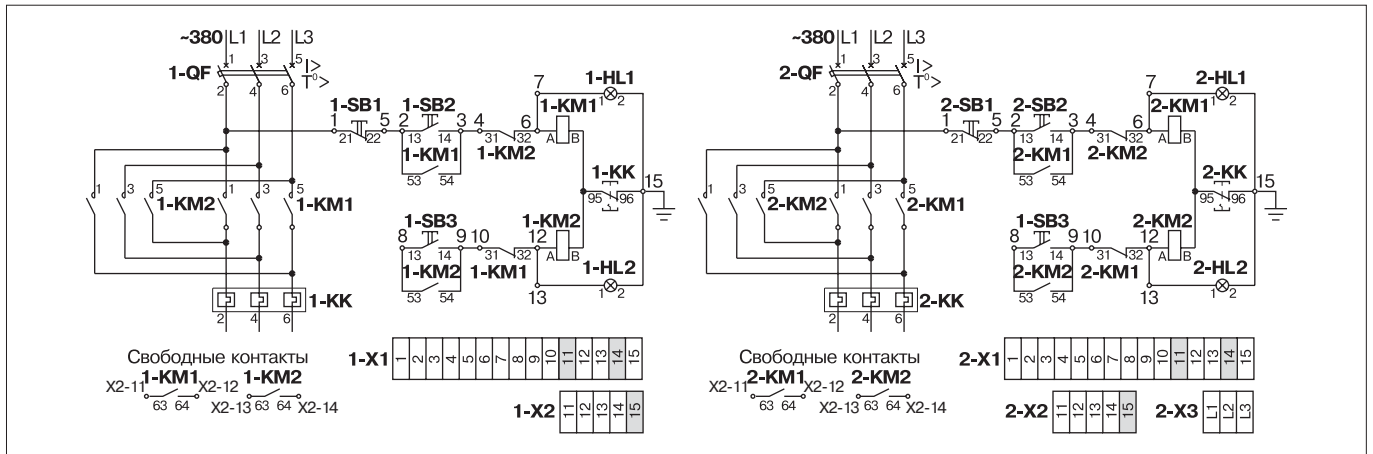 ~380 L1 L2 L3
1-QF
1 3 5
I>
T⁰>
2 4 6
7
1-HL1
1 2
1-SB1 1-SB2
1-KM1
1 5 2 3 4 6
21 22 13 14 31 32 A B
1-KM1 1-KM2
53 54
1-KK
15
95 96
1 3 5
1-KM2
1 3 5
1-KM1
1-SB3
1-KM2
8 9 10 12
13 14 31 32 A B
1-KM2 1-KM1
53 54
1-HL2
1 2
13
1-KK
2 4 6
Свободные контакты
1-KM1 1-KM2
X2-11 X2-12
63 64 X2-13 63 64 X2-14
1-X1 1 2 3 4 5 6 7 8 9 10 11 12 13 14 15
1-X2 11 12 13 14 15
~380 L1 L2 L3
2-QF
1 3 5
I>
T⁰>
2 4 6
7
2-HL1
1 2
2-SB1 2-SB2
2-KM1
1 5 2 3 4 6
21 22 13 14 31 32 A B
2-KM1 2-KM2
53 54
2-KK
15
95 96
1 3 5
2-KM2
1 3 5
2-KM1
1-SB3
2-KM2
8 9 10 12
13 14 31 32 A B
2-KM2 2-KM1
53 54
2-HL2
1 2
13
2-KK
2 4 6
Свободные контакты
2-KM1 2-KM2
X2-11 X2-12
63 64 X2-13 63 64 X2-14
2-X1 1 2 3 4 5 6 7 8 9 10 11 12 13 14 15
2-X2 11 12 13 14 15
2-X3 L1 L2 L3